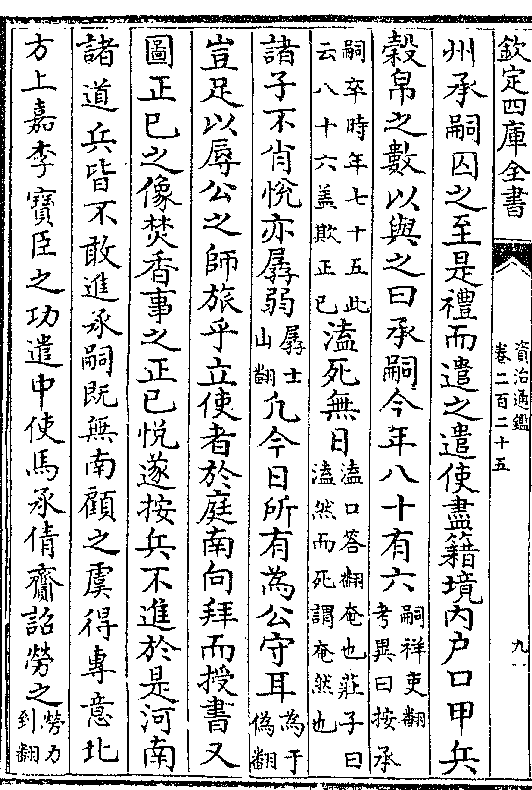 欽定四庫全書
資治通鑑
卷二百二十五
九
州承嗣囚之至是禮而遣之遣使盡籍境内户口甲兵
榖帛之數以與之曰承嗣今年八十有六嗣祥吏翻考異曰按承
嗣卒時年七十五此云八十六葢欺正已溘死無日溘口答翻奄也莊子曰溘然而死謂奄然也
諸子不肖悅亦孱弱孱士山翻凢今日所有為公守耳為于偽翻
豈足以辱公之師旅乎立使者於庭南向拜而授書又
圖正已之像焚香事之正已悅遂按兵不進於是河南
諸道兵皆不敢進承嗣既無南顧之虞得專意北
方上嘉李寶臣之功遣中使馬承倩齎詔勞之勞力到翻